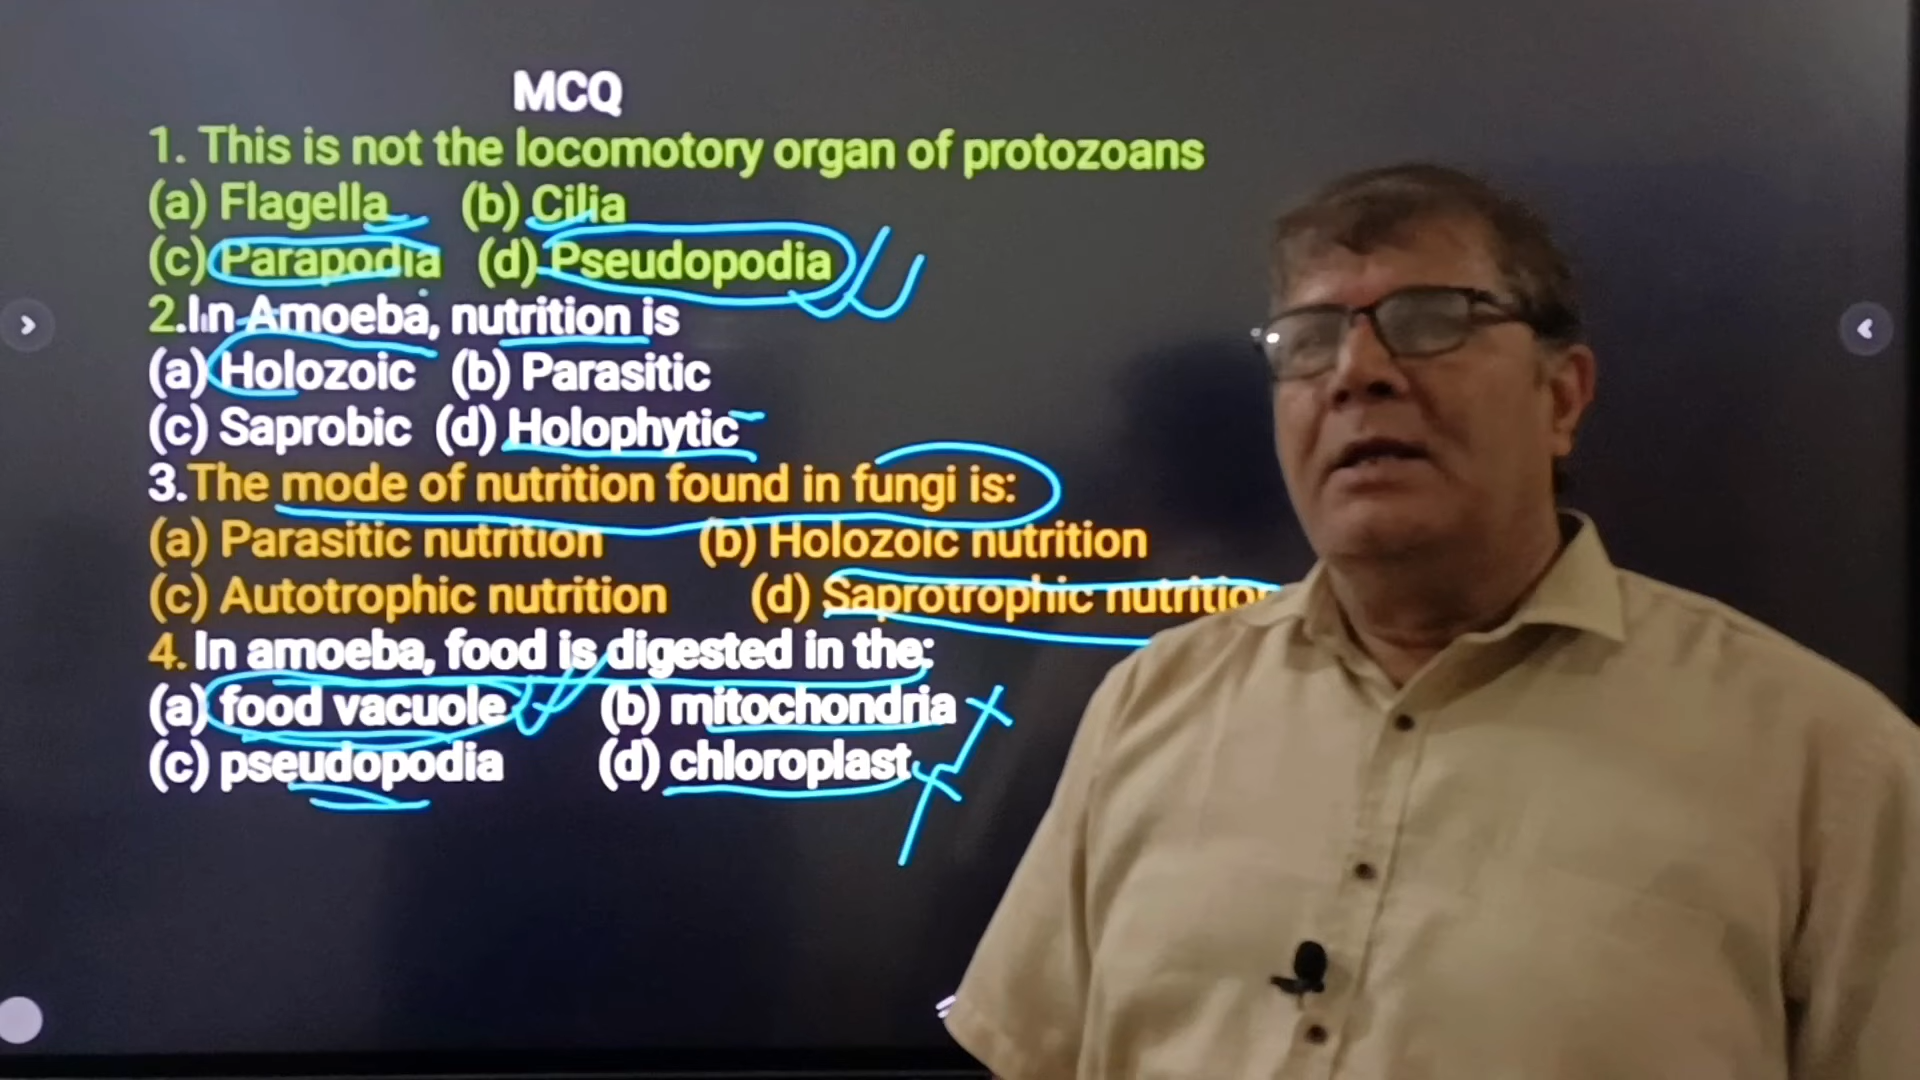 MCQ
1. This is not the locomotory organ of protozoans
(a) Flagella (b) Cilia
(c) Parapodia (d) Pseudopodia
2.In Amoeba, nutrition is
(a) Holozoic (b) Parasitic
(c) Saprobic (d) Holophytic
3.The mode of nutrition found in fungi is:
(a) Parasitic nutrition (b) Holozoic nutrition
(c) Autotrophic nutrition (d) Saprotrophic nutrition
4. In amoeba, food is digested in the:
(a) food vacuole (b) mitochondria
(c) pseudopodia (d) chloroplast